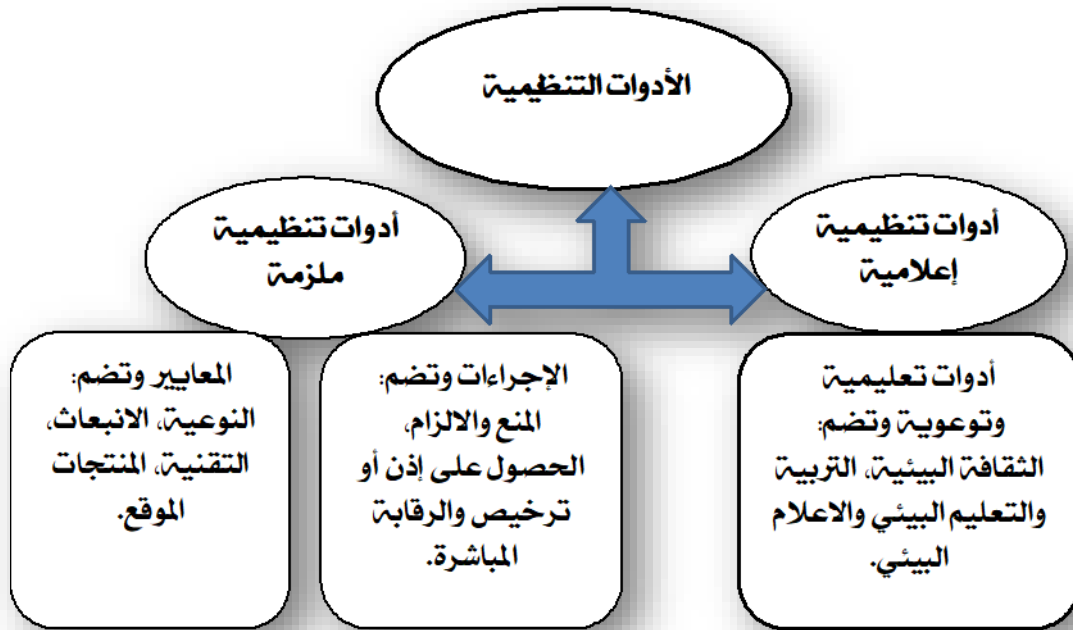 الأدوات التنظيمية
أدوات تنظيمية
إعلامية
أدوات تنظيمية
ملزمة
أدوات تعليمية
وتوعوية وتضم:
الثقافة البيئية، التربية
والتعليم البيئي والاعلام
البيئي.
الإجراءات وتضم:
المنع والالزام،
الحصول على إذن أو
ترخيص والرقابة
المباشرة.
المعايير وتضم:
النوعية، الانبعاث،
التقنية، المنتجات
الموقع.